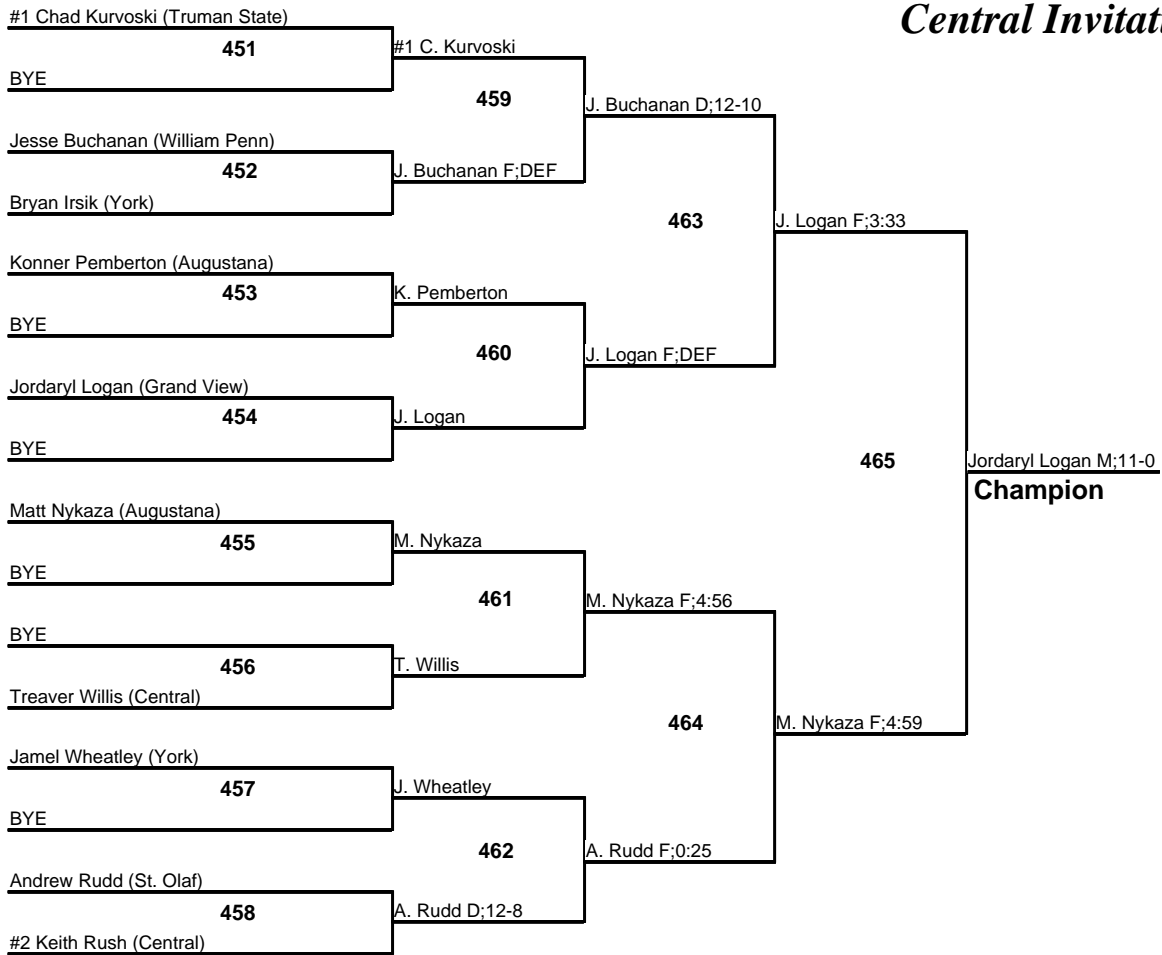 Central Invitati
#1 Chad Kurvoski (Truman State)
451
BYE
#1 C. Kurvoski
459
Jesse Buchanan (William Penn)
452
Bryan Irsik (York)
J. Buchanan F;DEF
J. Buchanan D;12-10
463
Konner Pemberton (Augustana)
453
BYE
K. Pemberton
460
Jordaryl Logan (Grand View)
454
BYE
J. Logan
J. Logan F;DEF
J. Logan F;3:33
465
Jordaryl Logan M;11-0
Champion
Matt Nykaza (Augustana)
455
BYE
M. Nykaza
461
BYE
456
Treaver Willis (Central)
T. Willis
M. Nykaza F;4:56
464
M. Nykaza F;4:59
Jamel Wheatley (York)
457
BYE
J. Wheatley
462
Andrew Rudd (St. Olaf)
458
#2 Keith Rush (Central)
A. Rudd D;12-8
A. Rudd F;0:25